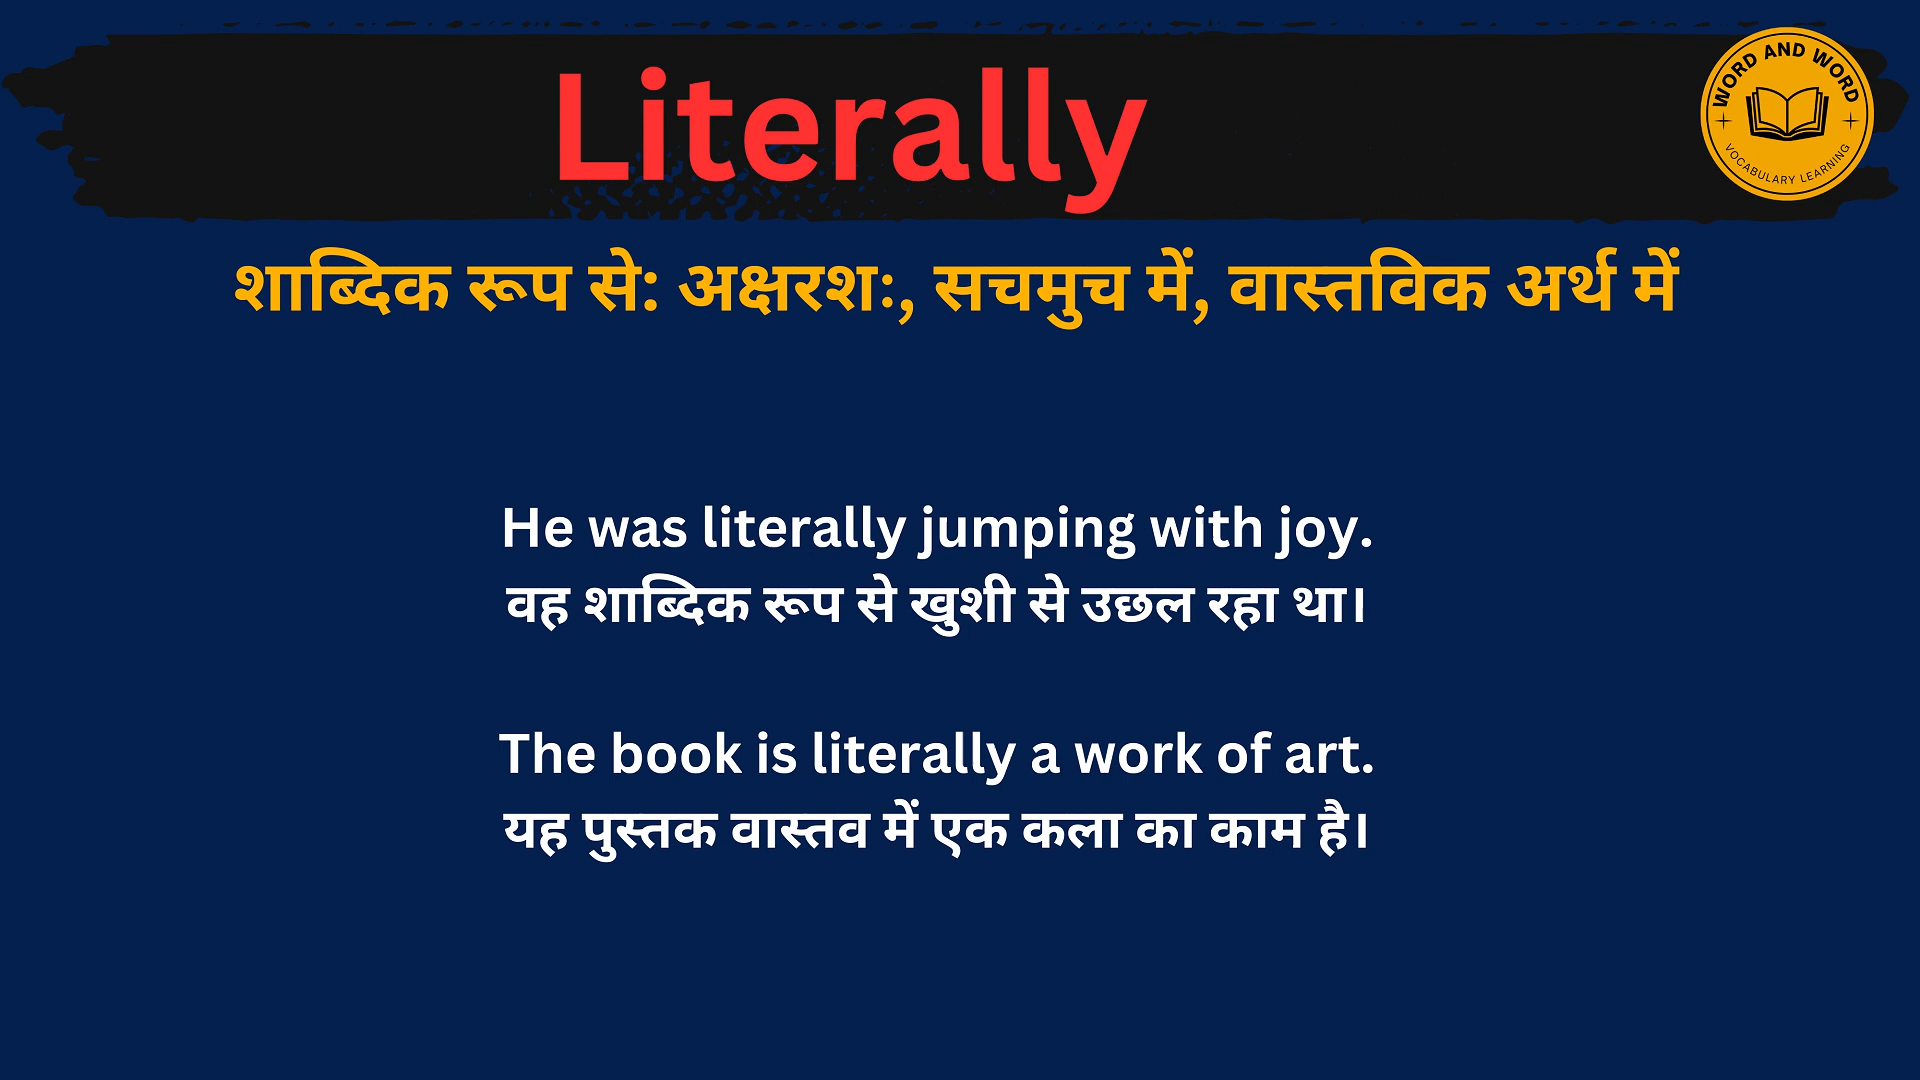 Literally
WORD AND WORD
VOCABULARY LEARNING
शाब्दिक रूप से: अक्षरशः, सचमुच में, वास्तविक अर्थ में
He was literally jumping with joy.
वह शाब्दिक रूप से खुशी से उछल रहा था।
The book is literally a work of art.
यह पुस्तक वास्तव में एक कला का काम है।